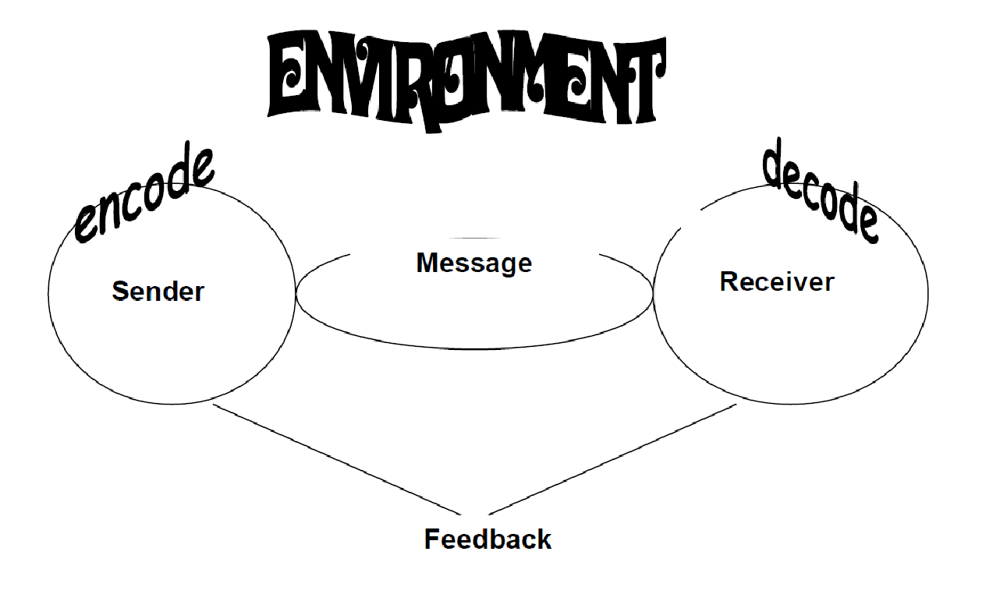 ENVIRONMENT
encode
decode
Message
Sender
Receiver
Feedback